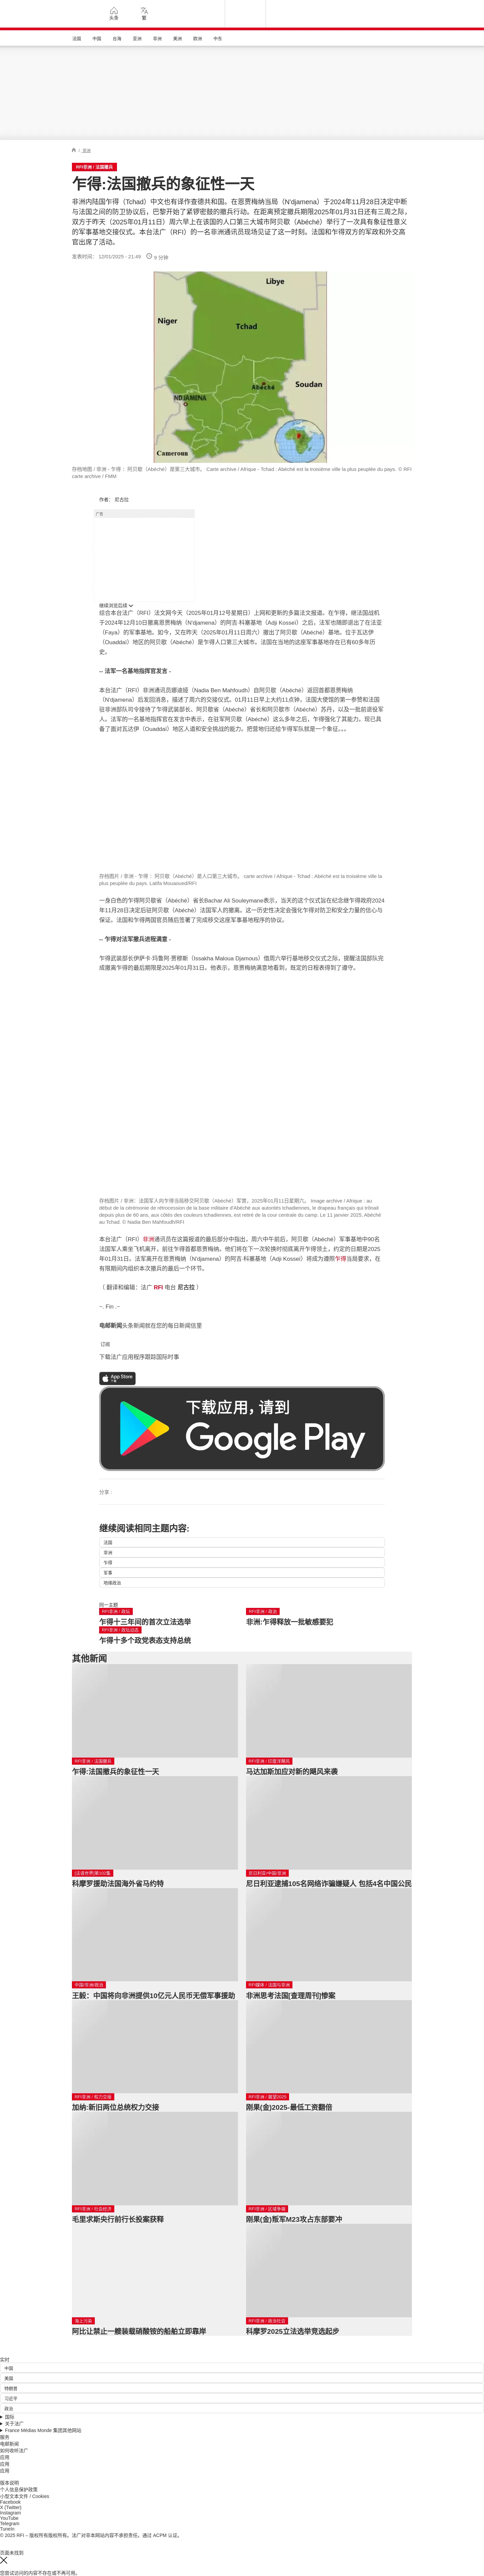 头条
繁
法国 中国 台海 亚洲 非洲 美洲 欧洲 中东
/ 非洲
RFI非洲 / 法国撤兵
乍得:法国撤兵的象征性一天
非洲内陆国乍得（Tchad）中文也有译作查德共和国。在恩贾梅纳当局（N'djamena）于2024年11月28日决定中断
与法国之间的防卫协议后，巴黎开始了紧锣密鼓的撤兵行动。在距离预定撤兵期限2025年01月31日还有三周之际，
双方于昨天（2025年01月11日）周六早上在该国的人口第三大城市阿贝歇（Abéché）举行了一次具有象征性意义
的军事基地交接仪式。本台法广（RFI）的一名非洲通讯员现场见证了这一时刻。法国和乍得双方的军政和外交高
官出席了活动。
发表时间： 12/01/2025 - 21:49 9 分钟
Libye
Niger
Tchad
Abéché
Soudan
NDJAMENA
Cameroun
存档地图 / 非洲 - 乍得 ：阿贝歇（Abéché）是第三大城市。 Carte archive / Afrique - Tchad : Abéché est la troisième ville la plus peuplée du pays. © RFI
carte archive / FMM
作者： 尼古拉
广告
继续浏览后续
综合本台法广（RFI）法文网今天（2025年01月12号星期日）上网和更新的多篇法文报道。在乍得，继法国战机
于2024年12月10日撤离恩贾梅纳（N'djamena）的阿吉·科塞基地（Adji Kossei）之后，法军也随即退出了在法亚
（Faya）的军事基地。如今，又在昨天（2025年01月11日周六）撤出了阿贝歇（Abéché）基地。位于瓦达伊
（Ouaddaï）地区的阿贝歇（Abéché）是乍得人口第三大城市。法国在当地的这座军事基地存在已有60多年历
史。
-- 法军一名基地指挥官发言 -
本台法广（RFI）非洲通讯员娜迪娅（Nadia Ben Mahfoudh）自阿贝歇（Abéché）返回首都恩贾梅纳
（N'djamena）后发回消息，描述了周六的交接仪式。01月11日早上大约11点钟，法国大使馆的第一参赞和法国
驻非洲部队司令接待了乍得武装部长、阿贝歇省（Abéché）省长和阿贝歇市（Abéché）苏丹，以及一批前退役军
人。法军的一名基地指挥官在发言中表示，在驻军阿贝歇（Abéché）这么多年之后，乍得强化了其能力。现已具
备了面对瓦达伊（Ouaddaï）地区人道和安全挑战的能力。把营地归还给乍得军队就是一个象征。。。
存档图片 / 非洲 - 乍得 ：阿贝歇（Abéché）是人口第三大城市。 carte archive / Afrique - Tchad : Abéché est la troisième ville la
plus peuplée du pays. Latifa Mouaoued/RFI
一身白色的乍得阿贝歇省（Abéché）省长Bachar Ali Souleymane表示，当天的这个仪式旨在纪念继乍得政府2024
年11月28日决定后驻阿贝歇（Abéché）法国军人的撤离。这一历史性决定会强化乍得对防卫和安全力量的信心与
保证。法国和乍得两国官员随后签署了完成移交这座军事基地程序的协议。
-- 乍得对法军撤兵进程满意 -
乍得武装部长伊萨卡·玛鲁阿·贾穆斯（Issakha Maloua Djamous）借周六举行基地移交仪式之际，提醒法国部队完
成撤离乍得的最后期限是2025年01月31日。他表示，恩贾梅纳满意地看到，既定的日程表得到了遵守。
存档图片 / 非洲：法国军人向乍得当局移交阿贝歇（Abéché）军营，2025年01月11日星期六。 Image archive / Afrique : au
début de la cérémonie de rétrocession de la base militaire d'Abéché aux autorités tchadiennes, le drapeau français qui trônait
depuis plus de 60 ans, aux côtés des couleurs tchadiennes, est retiré de la cour centrale du camp. Le 11 janvier 2025, Abéché
au Tchad. © Nadia Ben Mahfoudh/RFI
本台法广（RFI）非洲通讯员在这篇报道的最后部分中指出，周六中午前后，阿贝歇（Abéché）军事基地中90名
法国军人乘坐飞机离开，前往乍得首都恩贾梅纳。他们将在下一次轮换时彻底离开乍得领土，约定的日期是2025
年01月31日。法军离开在恩贾梅纳（N'djamena）的阿吉·科塞基地（Adji Kossei）将成为遵照乍得当局要求，在
有限期间内组织本次撤兵的最后一个环节。
（ 翻译和编辑：法广 RFI 电台 尼古拉 ）
~. Fin .~
电邮新闻头条新闻就在您的每日新闻信里
订阅
下载法广应用程序跟踪国际时事
App Store
下载
下载应用，请到
Google Play
分享 :
继续阅读相同主题内容:
法国
非洲
乍得
军事
地缘政治
同一主题
RFI非洲 / 政坛
乍得十三年间的首次立法选举
RFI非洲 / 政治
非洲:乍得释放一批敏感要犯
RFI非洲 / 政坛动态
乍得十多个政党表态支持总统
其他新闻
RFI非洲 / 法国撤兵
乍得:法国撤兵的象征性一天
RFI非洲 / 印度洋飓风
马达加斯加应对新的飓风来袭
法语世界|第102集
科摩罗援助法国海外省马约特
尼日利亚/中国/非洲
尼日利亚逮捕105名网络诈骗嫌疑人 包括4名中国公民
中国/非洲/政治
王毅：中国将向非洲提供10亿元人民币无偿军事援助
RFI媒体 / 法国与非洲
非洲思考法国[查理周刊]惨案
RFI非洲 / 权力交接
加纳:新旧两位总统权力交接
RFI非洲 / 展望2025
刚果(金)2025-最低工资翻倍
RFI非洲 / 社会经济
毛里求斯央行前行长投案获释
RFI非洲 / 区域争端
刚果(金)叛军M23攻占东部要冲
海上污染
阿比让禁止一艘装载硝酸铵的船舶立即靠岸
RFI非洲 / 政治社会
科摩罗2025立法选举竞选起步
实时
中国
美国
特朗普
习近平
政治
国际
关于法广
France Médias Monde 集团其他网站
服务
电邮新闻
如何收听法广
应用
应用
应用
版本说明
个人信息保护政策
小型文本文件 / Cookies
Facebook
X (Twitter)
Instagram
YouTube
Telegram
TuneIn
© 2025 RFI – 版权所有版权所有。法广对非本网站内容不承担责任。通过 ACPM 认证。
页面未找到
您尝试访问的内容不存在或不再可用。